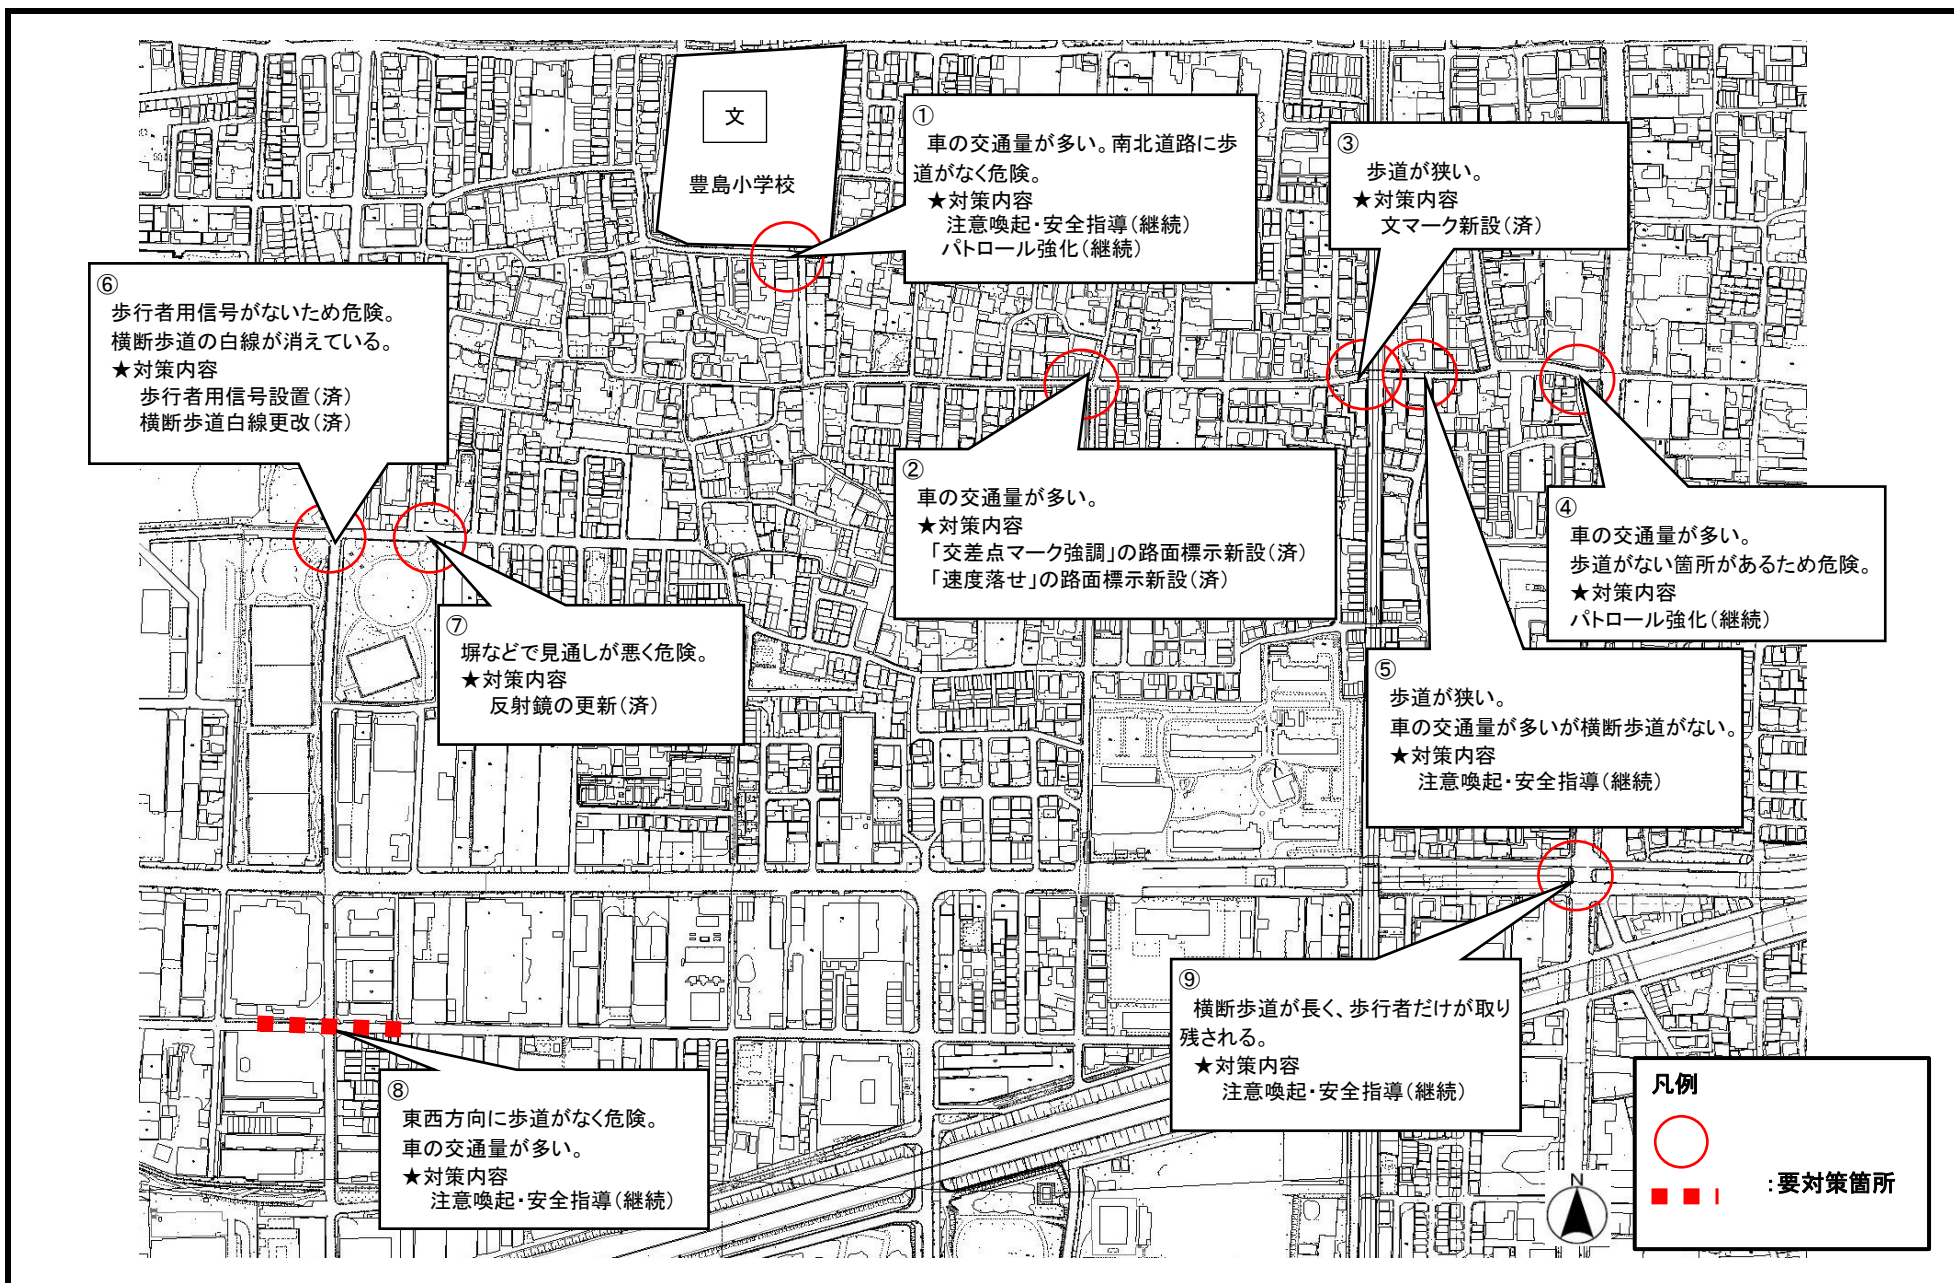 文
豊島小学校
①
車の交通量が多い。南北道路に歩
道がなく危険。
★対策内容
注意喚起・安全指導(継続)
パトロール強化(継続)
③
歩道が狭い。
★対策内容
文マーク新設(済)
⑥
歩行者用信号がないため危険。
横断歩道の白線が消えている。
★対策内容
歩行者用信号設置(済)
横断歩道白線更改(済)
②
車の交通量が多い。
★対策内容
「交差点マーク強調」の路面標示新設(済)
「速度落せ」の路面標示新設(済)
④
車の交通量が多い。
歩道がない箇所があるため危険。
★対策内容
パトロール強化(継続)
⑦
塀などで見通しが悪く危険。
★対策内容
反射鏡の更新(済)
⑤
歩道が狭い。
車の交通量が多いが横断歩道がない。
★対策内容
注意喚起・安全指導(継続)
⑨
横断歩道が長く、歩行者だけが取り
残される。
★対策内容
注意喚起・安全指導(継続)
⑧
東西方向に歩道がなく危険。
車の交通量が多い。
★対策内容
注意喚起・安全指導(継続)
N
凡例
:要対策箇所